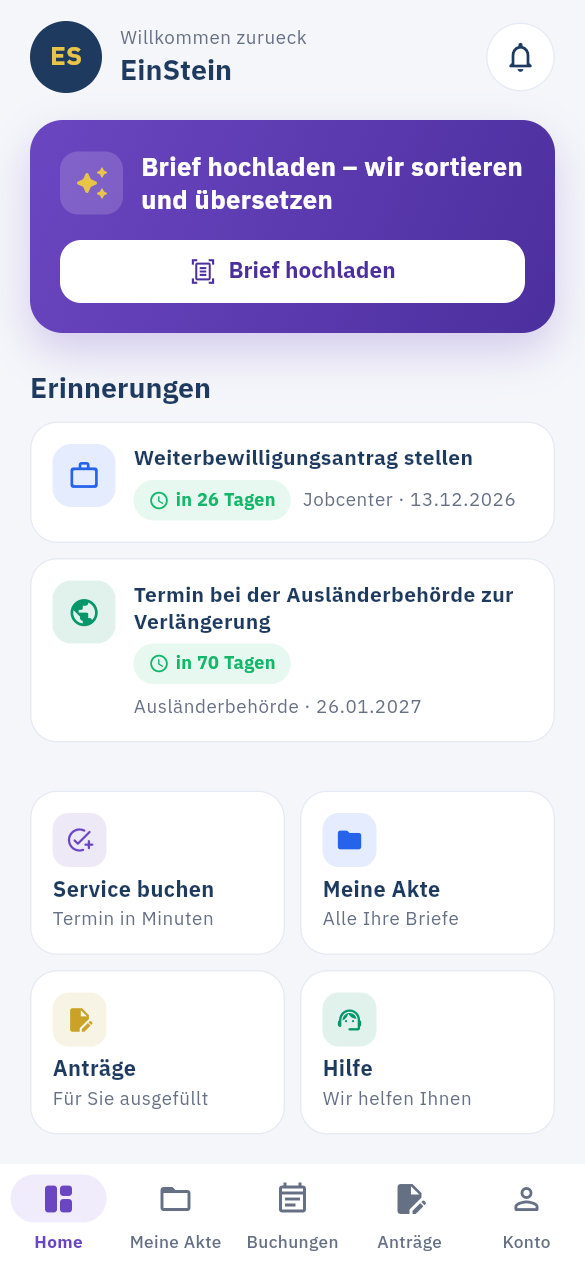 ES
Willkommen zurueck
EinStein
Brief hochladen – wir sortieren
und übersetzen
Brief hochladen
Erinnerungen
Weiterbewilligungsantrag stellen
in 26 Tagen Jobcenter · 13.12.2026
Termin bei der Ausländerbehörde zur
Verlängerung
in 70 Tagen
Ausländerbehörde · 26.01.2027
Service buchen
Termin in Minuten
Meine Akte
Alle Ihre Briefe
Anträge
Für Sie ausgefüllt
Hilfe
Wir helfen Ihnen
Home Meine Akte Buchungen Anträge Konto